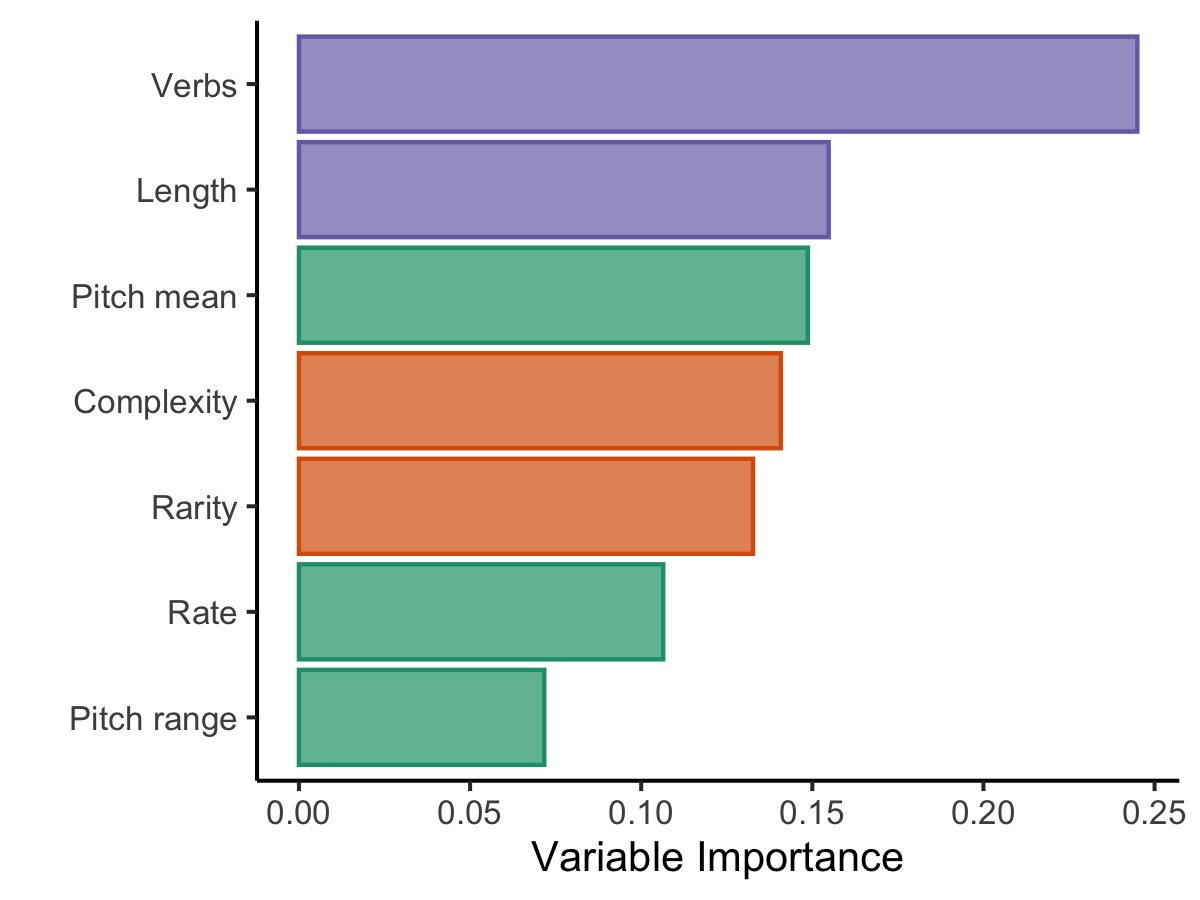 Verbs
Length
Pitch mean
Complexity
Rarity
Rate
Pitch range
0.00 0.05 0.10 0.15 0.20 0.25
Variable Importance